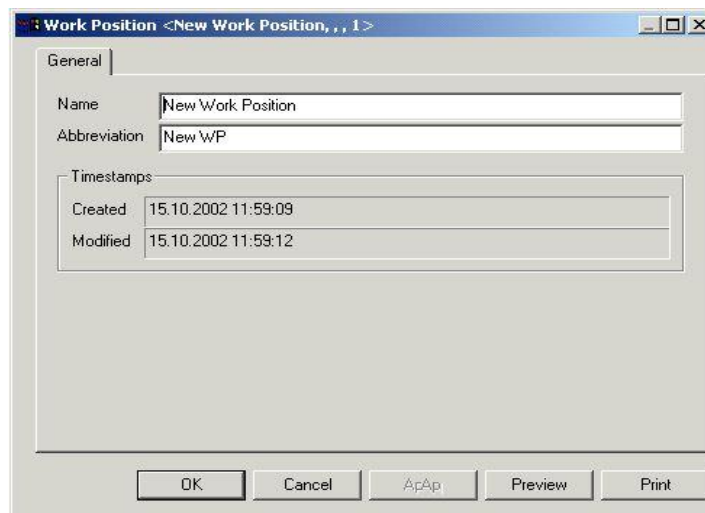 Work Position <New Work Position, , , 1>
General
Name New Work Position
Abbreviation New WP
Timestamps
Created 15.10.2002 11:59:09
Modified 15.10.2002 11:59:12
OK Cancel ApAp Preview Print